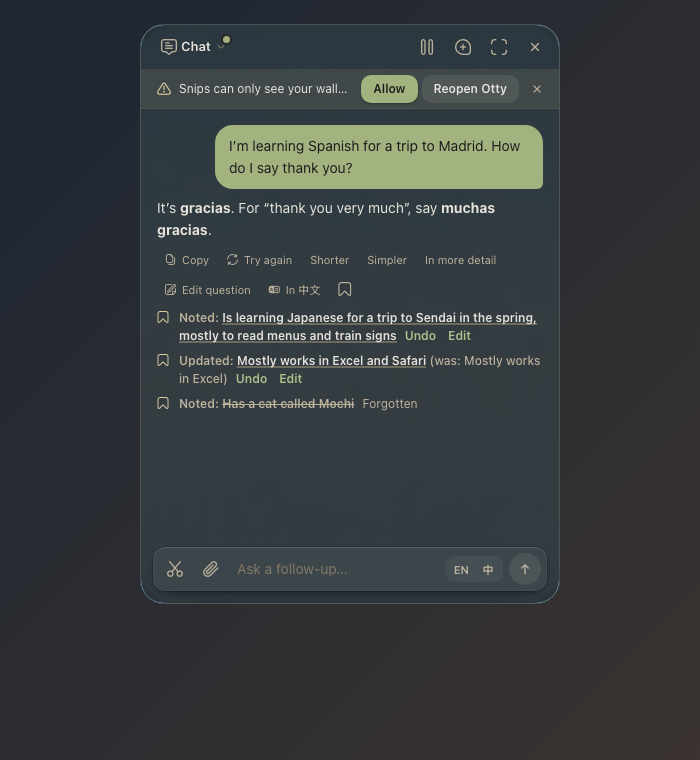 Chat
Snips can only see your wall... Allow Reopen Otty
I'm learning Spanish for a trip to Madrid. How
do I say thank you?
It's gracias. For “thank you very much”, say muchas
gracias.
Copy Try again Shorter Simpler In more detail
Edit question In 中文
Noted: Is learning Japanese for a trip to Sendai in the spring,
mostly to read menus and train signs Undo Edit
Updated: Mostly works in Excel and Safari (was: Mostly works
in Excel) Undo Edit
Noted: Has a cat called Mochi Forgotten
Ask a follow-up... EN 中